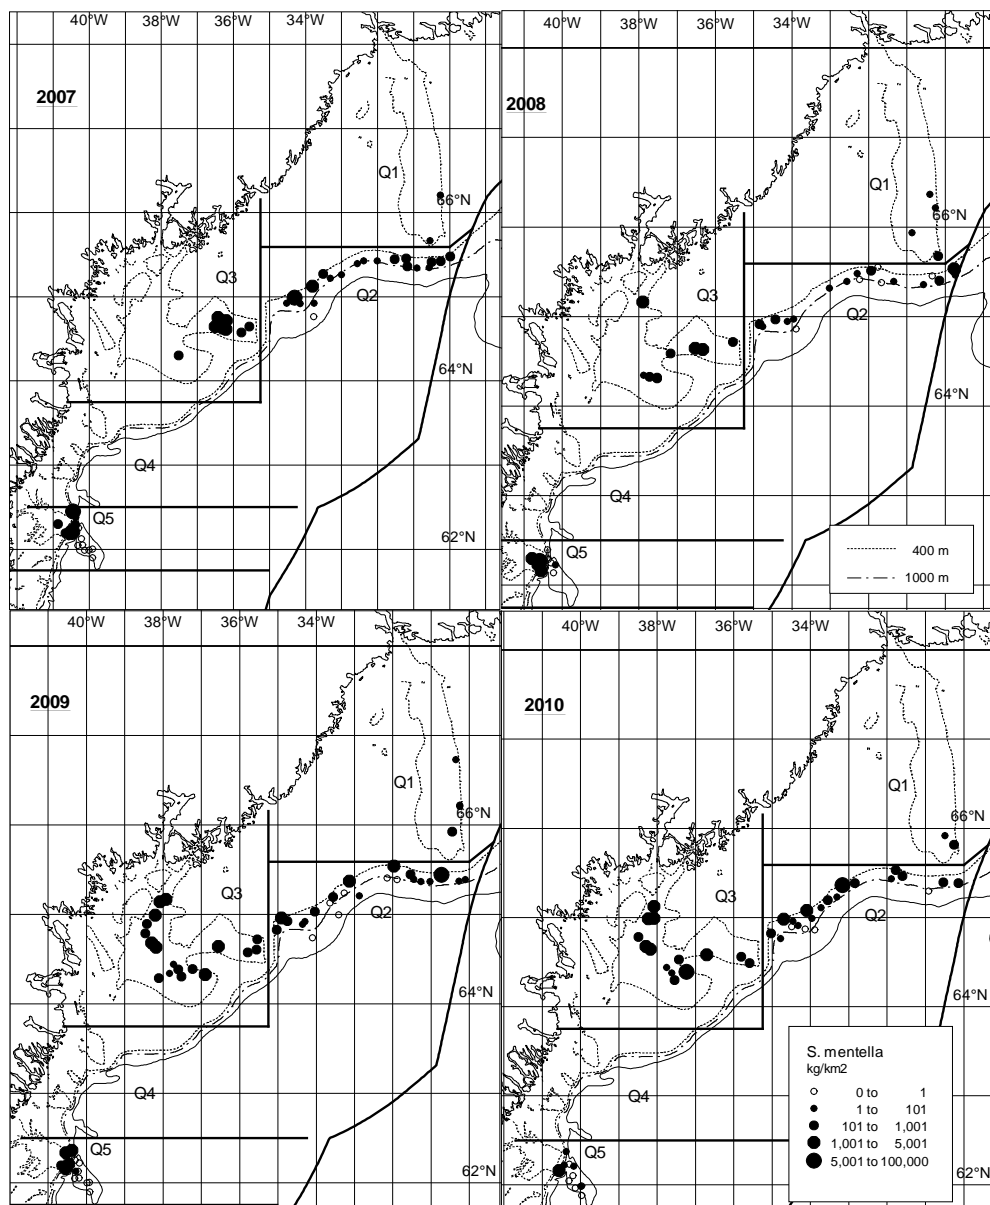 40°W 38°W 36°W 34°W
2007
Q1
66°N
Q3
Q2
64°N
Q4
Q5
62°N
40°W 38°W 36°W 34°W
2008
Q1
66°N
Q3
Q2
64°N
Q4
Q5
400 m
1000 m
40°W 38°W 36°W 34°W
2009
Q1
66°N
Q3
Q2
64°N
Q4
Q5
62°N
40°W 38°W 36°W 34°W
2010
Q1
66°N
Q3
Q2
64°N
Q4
Q5
62°N
S. mentella
kg/km2
0 to 1
1 to 101
101 to 1,001
1,001 to 5,001
5,001 to 100,000